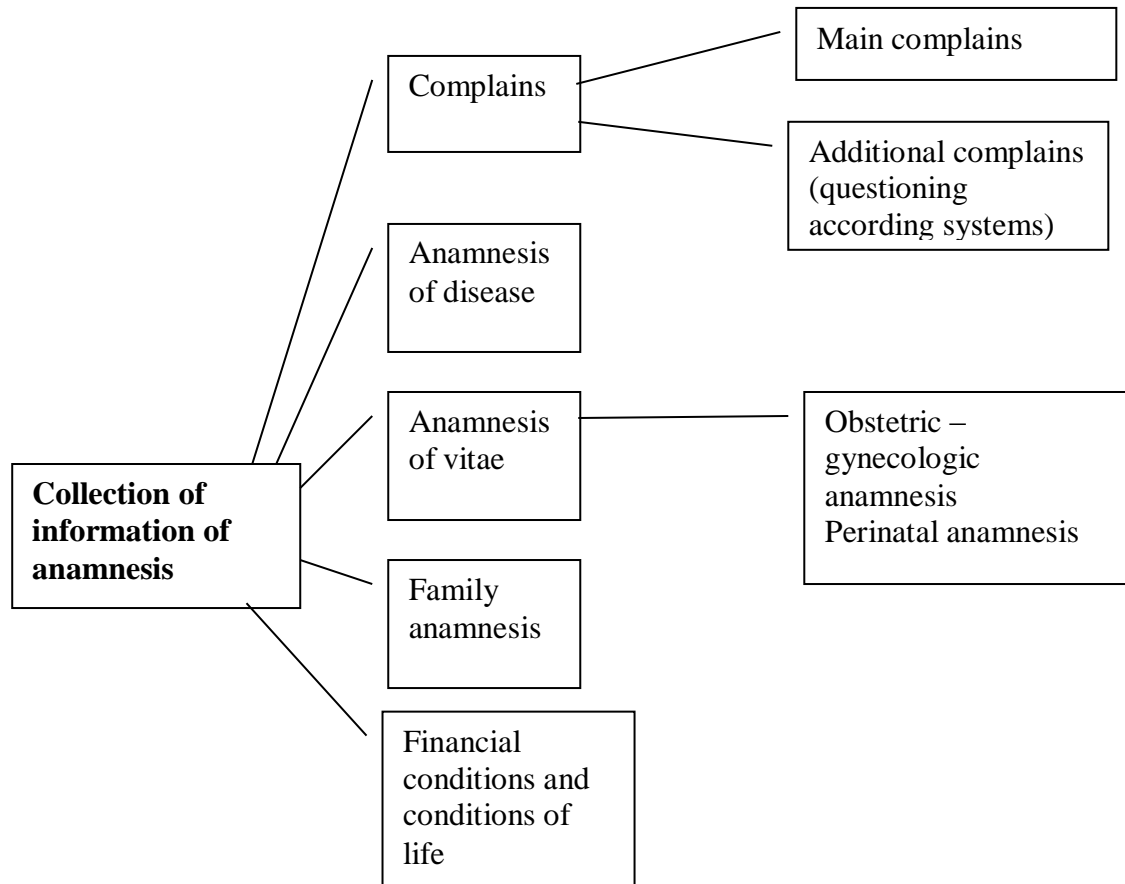 Main complains
Complains
Additional complains
(questioning
according systems)
Anamnesis
of disease
Anamnesis
of vitae
Obstetric –
gynecologic
anamnesis
Perinatal anamnesis
Collection of
information of
anamnesis
Family
anamnesis
Financial
conditions and
conditions of
life